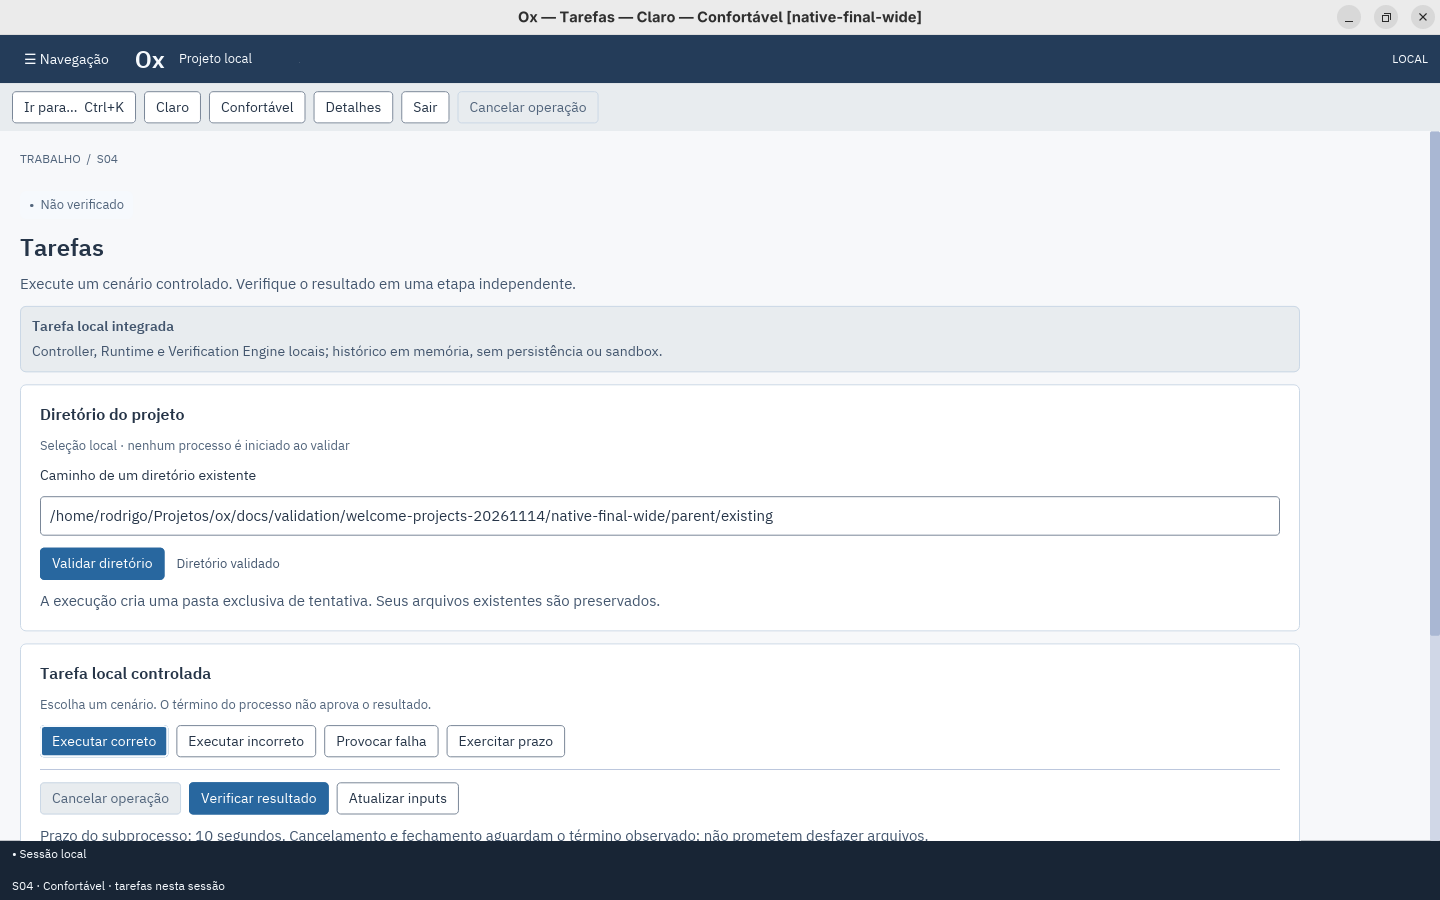 Ox — Tarefas — Claro — Confortável [native-final-wide]
☰ Navegação Ox Projeto local LOCAL
Ir para... Ctrl+K Claro Confortável Detalhes Sair Cancelar operação
TRABALHO / S04
• Não verificado
Tarefas
Execute um cenário controlado. Verifique o resultado em uma etapa independente.
Tarefa local integrada
Controller, Runtime e Verification Engine locais; histórico em memória, sem persistência ou sandbox.
Diretório do projeto
Seleção local · nenhum processo é iniciado ao validar
Caminho de um diretório existente
/home/rodrigo/Projetos/ox/docs/validation/welcome-projects-20261114/native-final-wide/parent/existing
Validar diretório Diretório validado
A execução cria uma pasta exclusiva de tentativa. Seus arquivos existentes são preservados.
Tarefa local controlada
Escolha um cenário. O término do processo não aprova o resultado.
Executar correto Executar incorreto Provocar falha Exercitar prazo
Cancelar operação Verificar resultado Atualizar inputs
Prazo do subprocesso: 10 segundos. Cancelamento e fechamento aguardam o término observado; não prometem desfazer arquivos.
• Sessão local
S04 · Confortável · tarefas nesta sessão